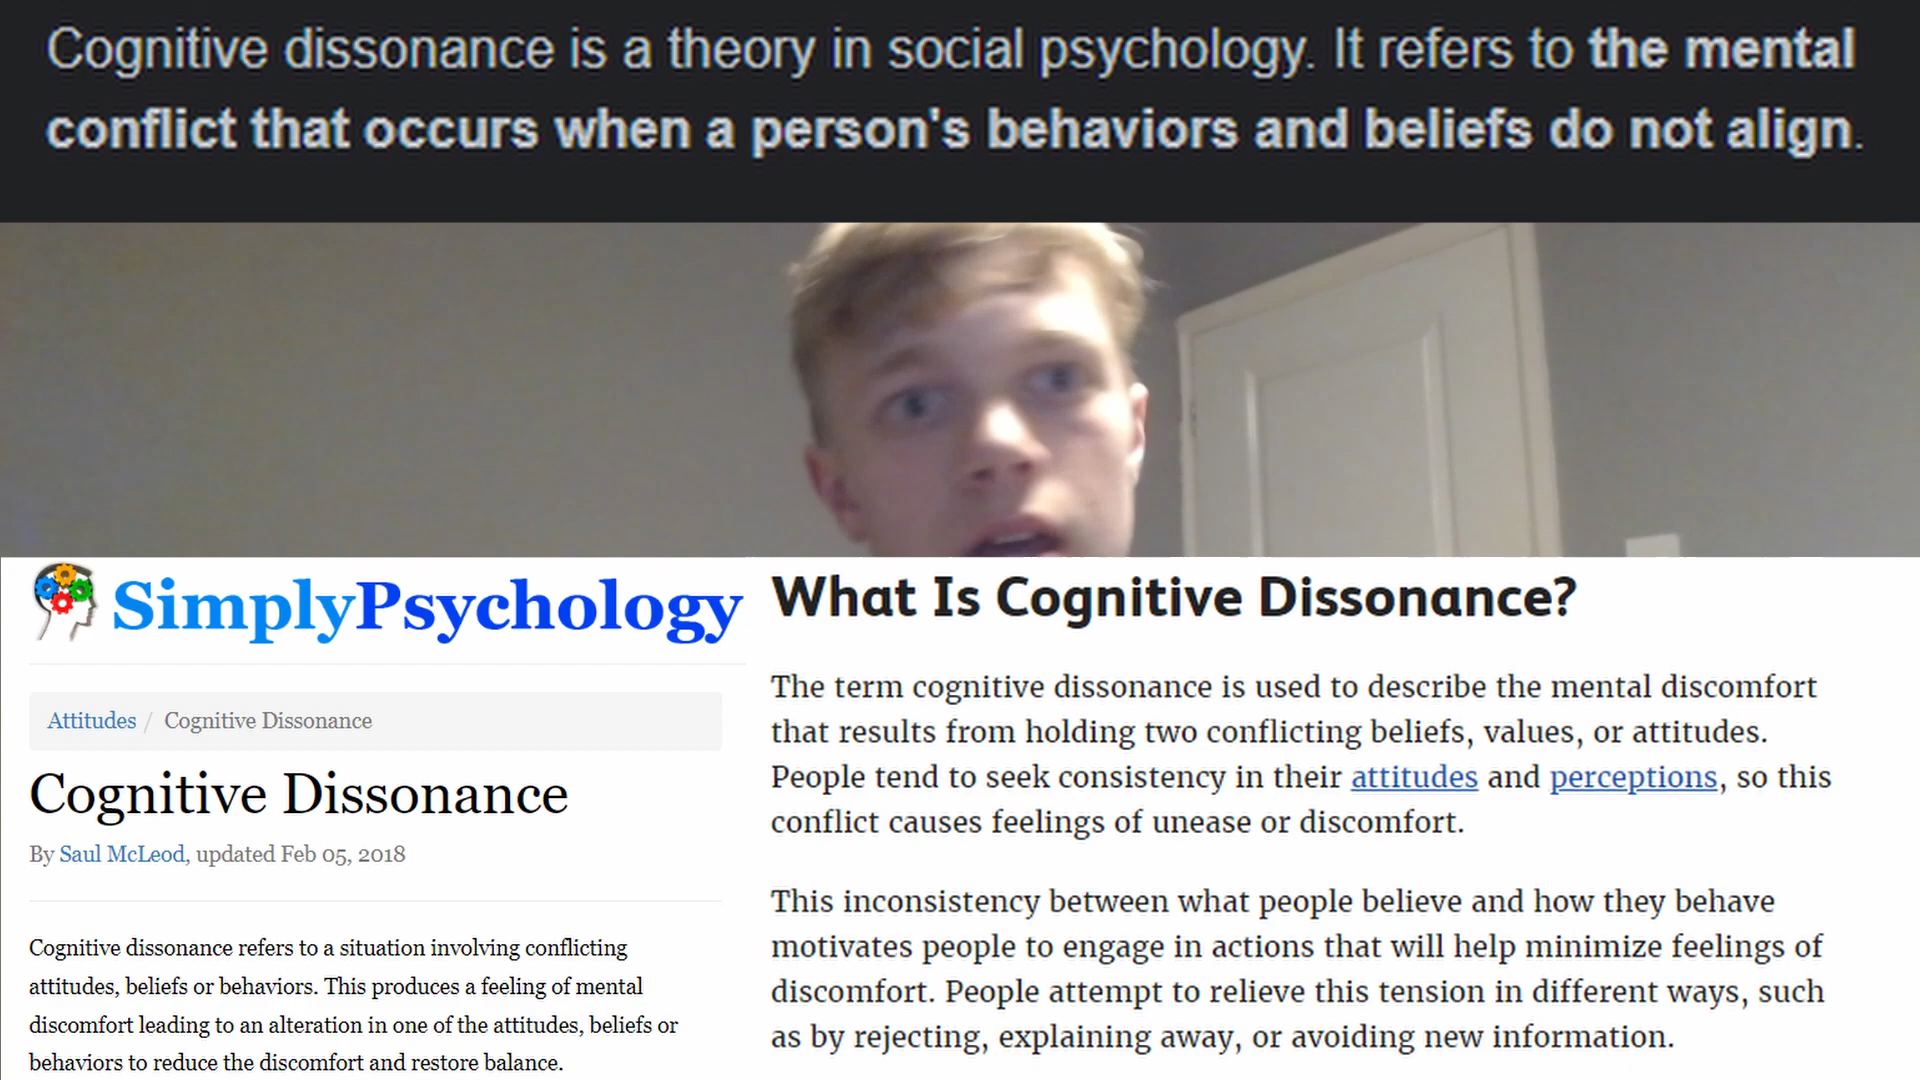 Cognitive dissonance is a theory in social psychology. It refers to the mental
conflict that occurs when a person's behaviors and beliefs do not align.
SimplyPsychology
Attitudes / Cognitive Dissonance
Cognitive Dissonance
By Saul McLeod, updated Feb 05, 2018
Cognitive dissonance refers to a situation involving conflicting
attitudes, beliefs or behaviors. This produces a feeling of mental
discomfort leading to an alteration in one of the attitudes, beliefs or
behaviors to reduce the discomfort and restore balance.
What Is Cognitive Dissonance?
The term cognitive dissonance is used to describe the mental discomfort
that results from holding two conflicting beliefs, values, or attitudes.
People tend to seek consistency in their attitudes and perceptions, so this
conflict causes feelings of unease or discomfort.
This inconsistency between what people believe and how they behave
motivates people to engage in actions that will help minimize feelings of
discomfort. People attempt to relieve this tension in different ways, such
as by rejecting, explaining away, or avoiding new information.